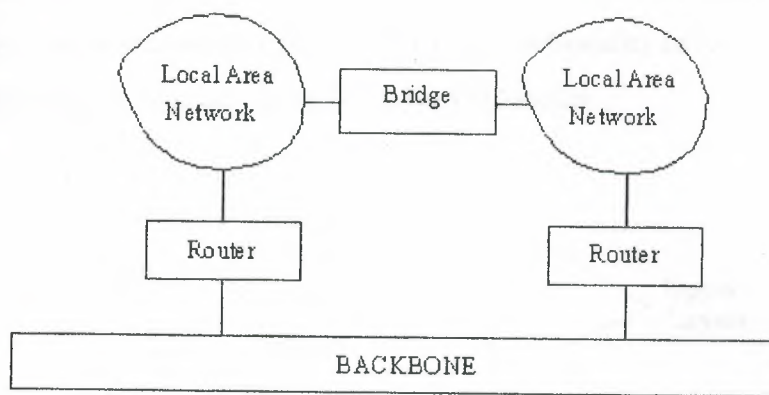 Local Area
Network
Bridge
Local Area
Network
Router
Router
BACKBONE